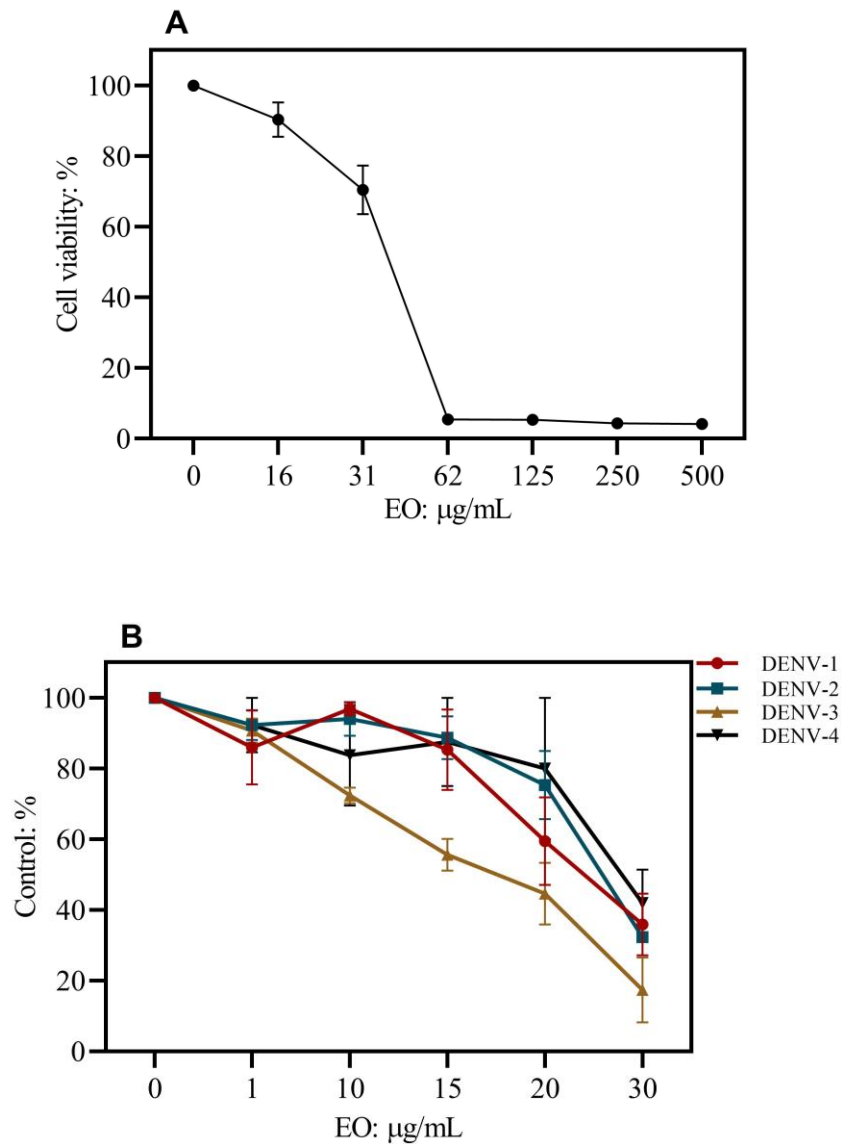 A
100
80
60
40
20
0
Cell viability: %
0 16 31 62 125 250 500
EO: μg/mL
B
DENV-1
DENV-2
DENV-3
DENV-4
100
80
60
40
20
0
Control: %
0 1 10 15 20 30
EO: μg/mL